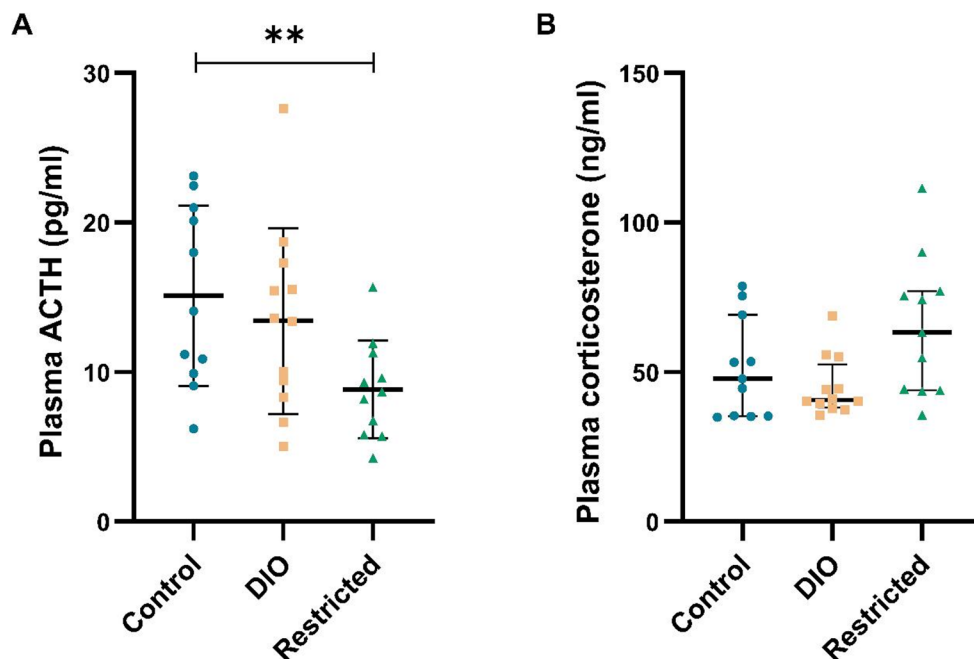 A
**
Plasma ACTH (pg/ml)
30
20
10
0
Control
DIO
Restricted
B
Plasma corticosterone (ng/ml)
150
100
50
0
Control
DIO
Restricted